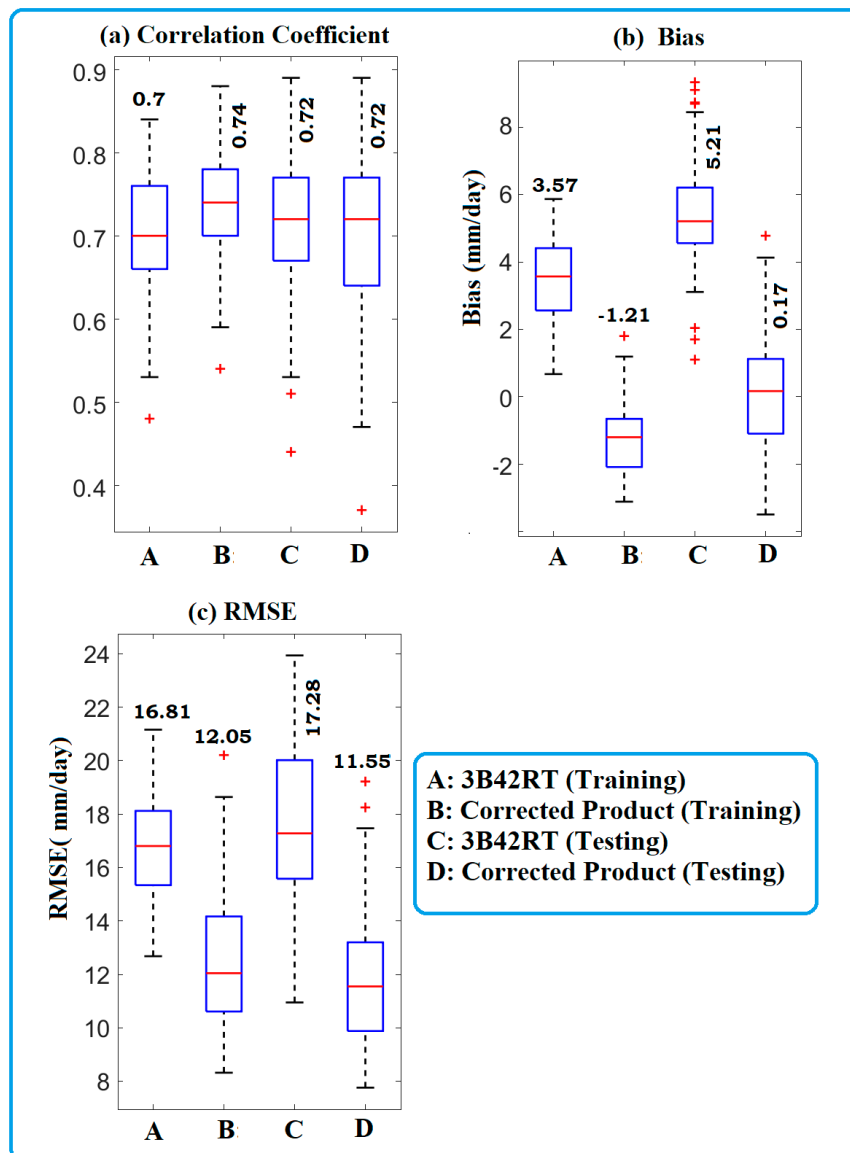 (a) Correlation Coefficient
0.9
0.8
0.7
0.6
0.5
0.4
0.7
0.74
0.72
0.72
A
B:
C
D
(b) Bias
Bias (mm/day)
8
6
4
2
0
-2
3.57
-1.21
5.21
0.17
A
B:
C
D
(c) RMSE
RMSE( mm/day)
24
22
20
18
16
14
12
10
8
16.81
12.05
17.28
11.55
A
B:
C
D
A: 3B42RT (Training)
B: Corrected Product (Training)
C: 3B42RT (Testing)
D: Corrected Product (Testing)